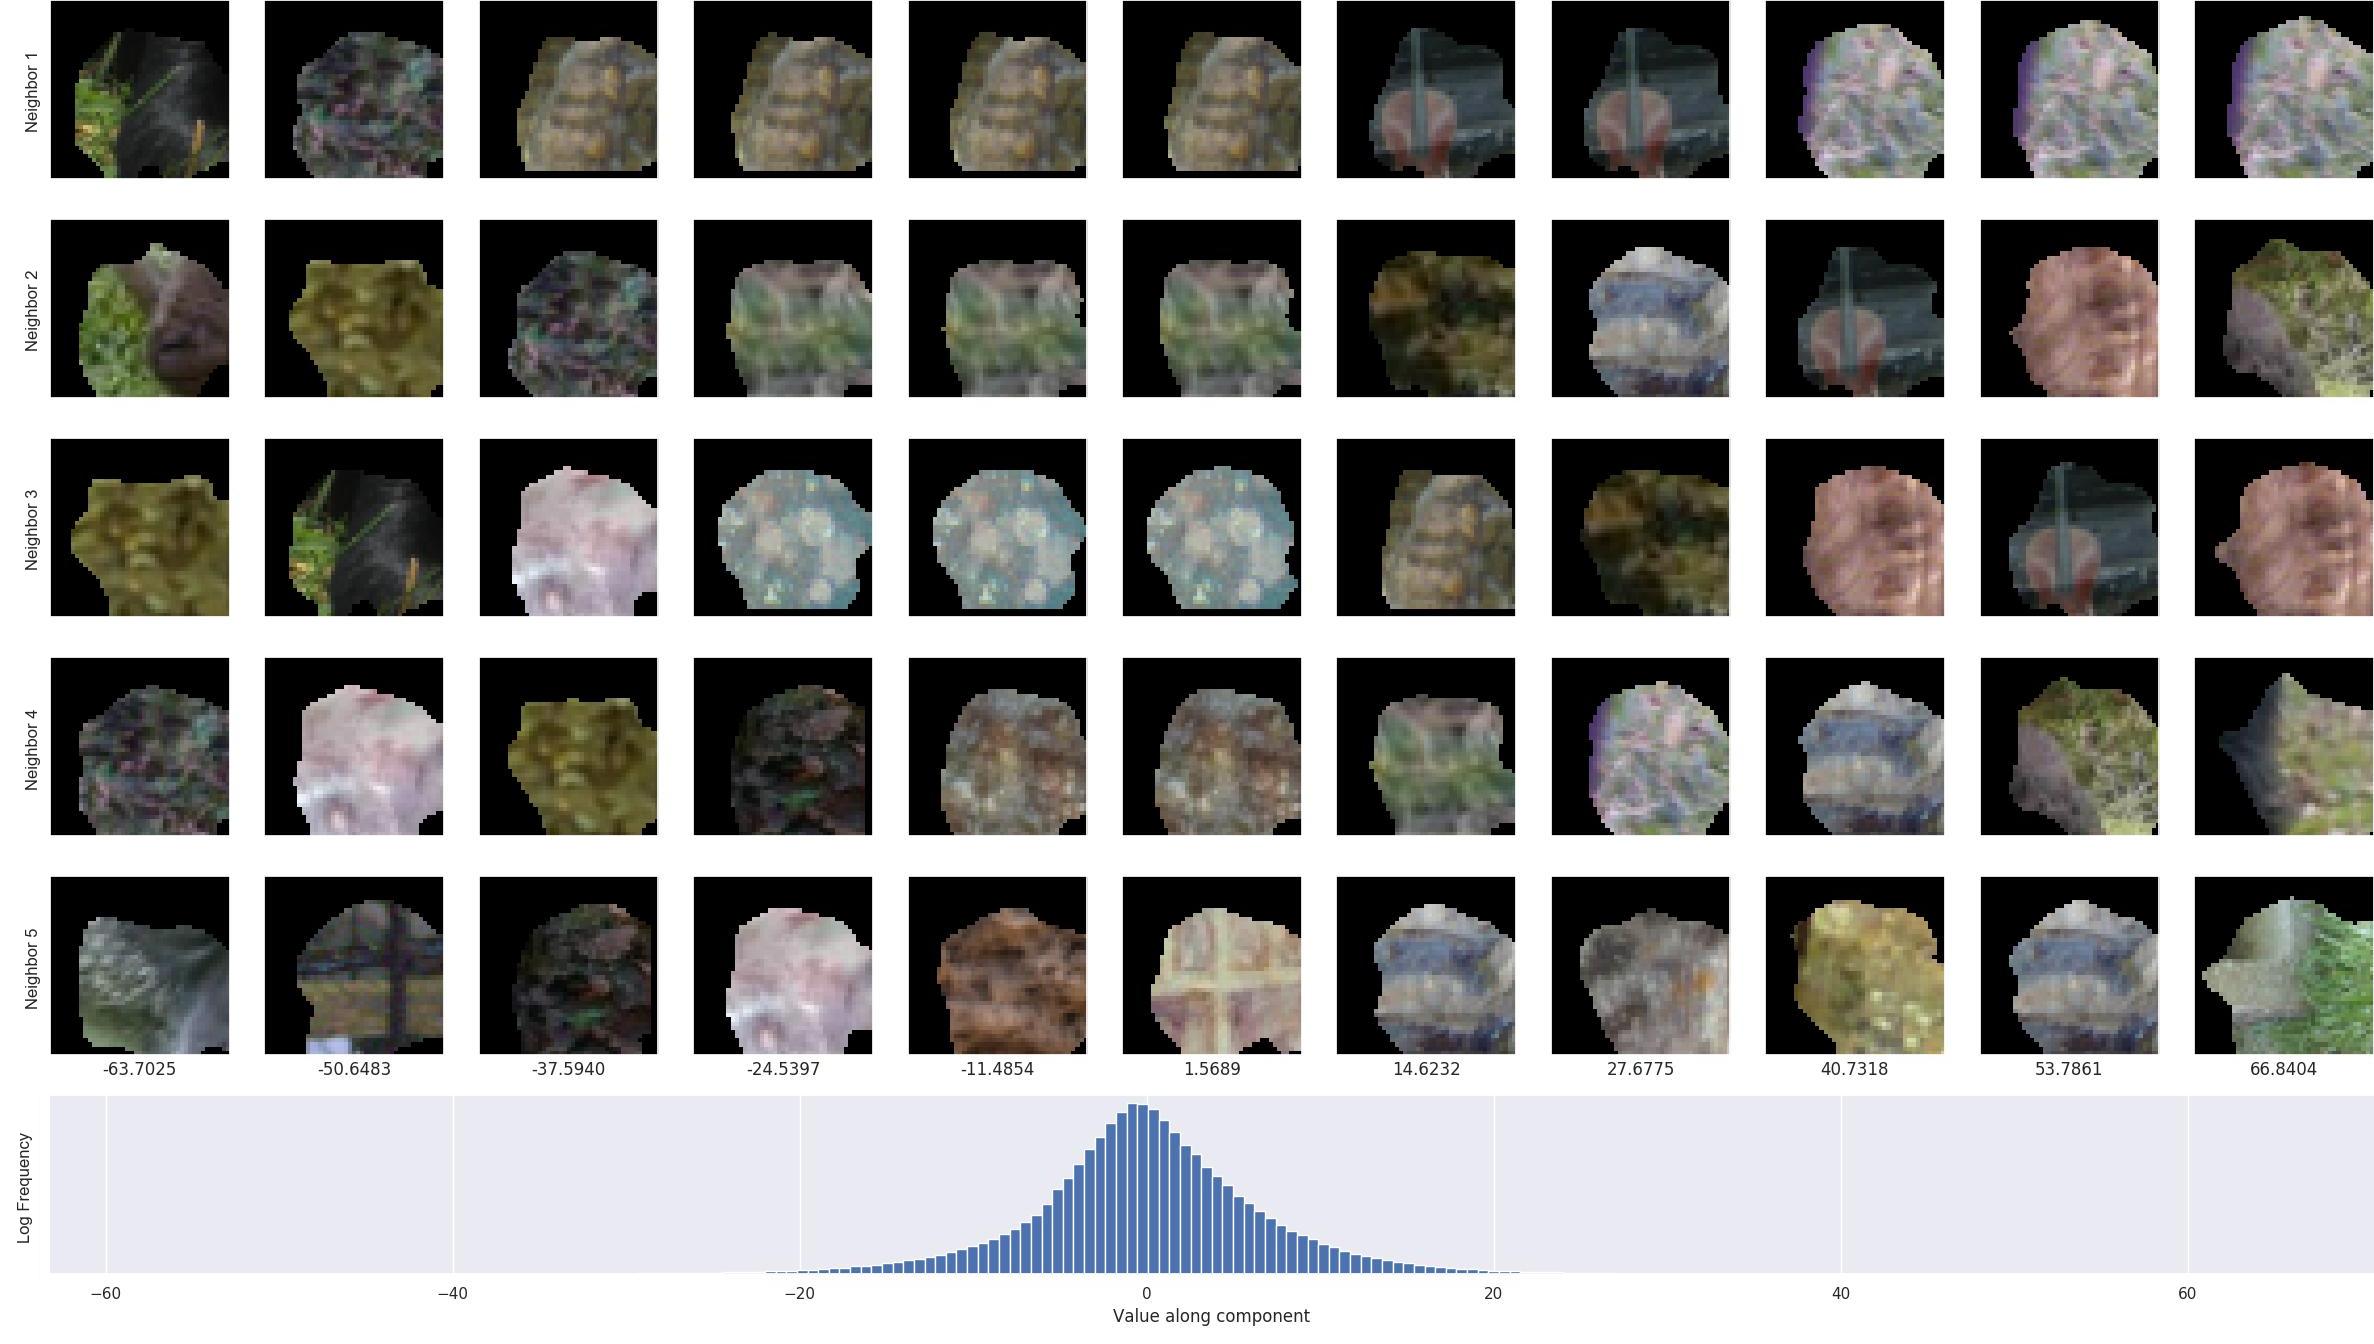 Neighbor 1
Neighbor 2
Neighbor 3
Neighbor 4
Neighbor 5
-63.7025 -50.6483 -37.5940 -24.5397 -11.4854 1.5689 14.6232 27.6775 40.7318 53.7861 66.8404
Log Frequency
−60 −40 −20 0 20 40 60
Value along component